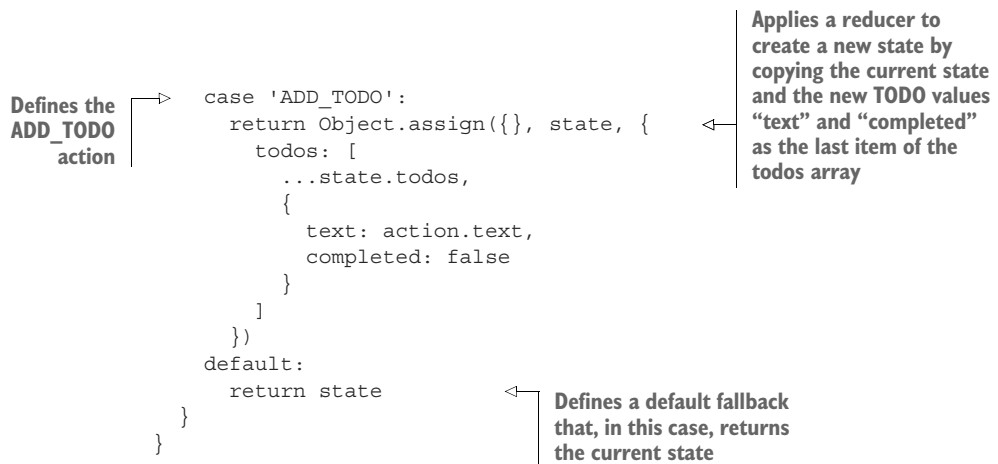 Applies a reducer to
create a new state by
copying the current state
and the new TODO values
“text” and “completed”
as the last item of the
todos array
Defines the
ADD_TODO
action
case 'ADD_TODO':
return Object.assign({}, state, {
todos: [
...state.todos,
{
text: action.text,
completed: false
}
]
})
default:
return state
}
}
Defines a default fallback
that, in this case, returns
the current state